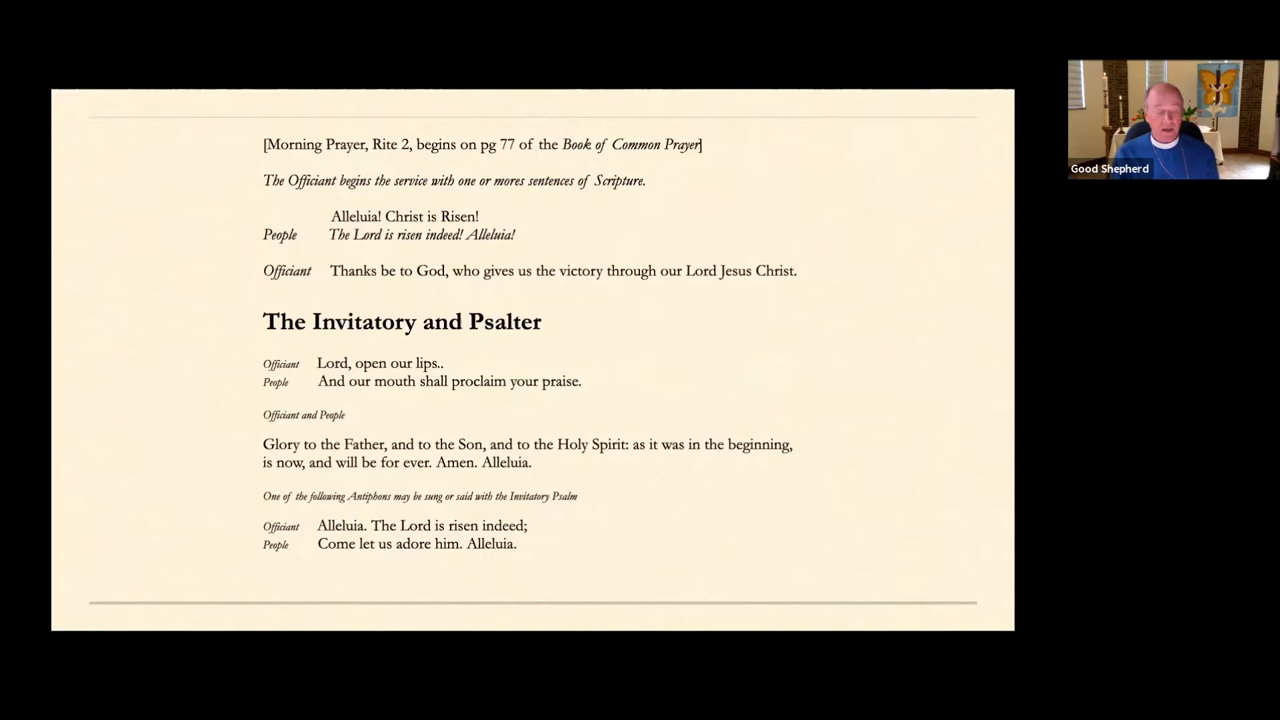 [Morning Prayer, Rite 2, begins on pg 77 of the Book of Common Prayer]
The Officiant begins the service with one or mores sentences of Scripture.
Alleluia! Christ is Risen!
People The Lord is risen indeed! Alleluia!
Officiant Thanks be to God, who gives us the victory through our Lord Jesus Christ.
The Invitatory and Psalter
Officiant Lord, open our lips..
People And our mouth shall proclaim your praise.
Officiant and People
Glory to the Father, and to the Son, and to the Holy Spirit: as it was in the beginning,
is now, and will be for ever. Amen. Alleluia.
One of the following Antiphons may be sung or said with the Invitatory Psalm
Officiant Alleluia. The Lord is risen indeed;
People Come let us adore him. Alleluia.
Good Shepherd